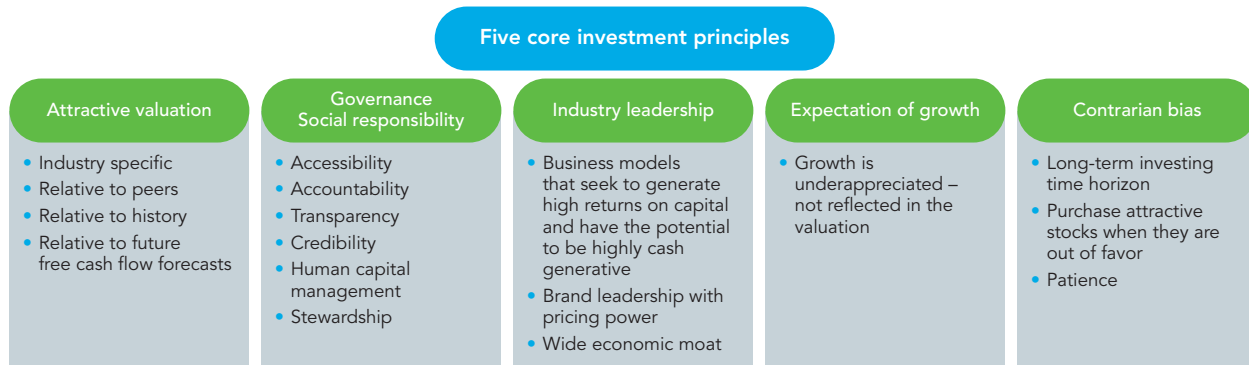 Five core investment principles
Attractive valuation
Industry specific
Relative to peers
Relative to history
Relative to future
free cash flow forecasts
Governance
Social responsibility
Accessibility
Accountability
Transparency
Credibility
Human capital
management
Stewardship
Industry leadership
Business models
that seek to generate
high returns on capital
and have the potential
to be highly cash
generative
Brand leadership with
pricing power
Wide economic moat
Expectation of growth
Growth is
underappreciated –
not reflected in the
valuation
Contrarian bias
Long-term investing
time horizon
Purchase attractive
stocks when they are
out of favor
Patience